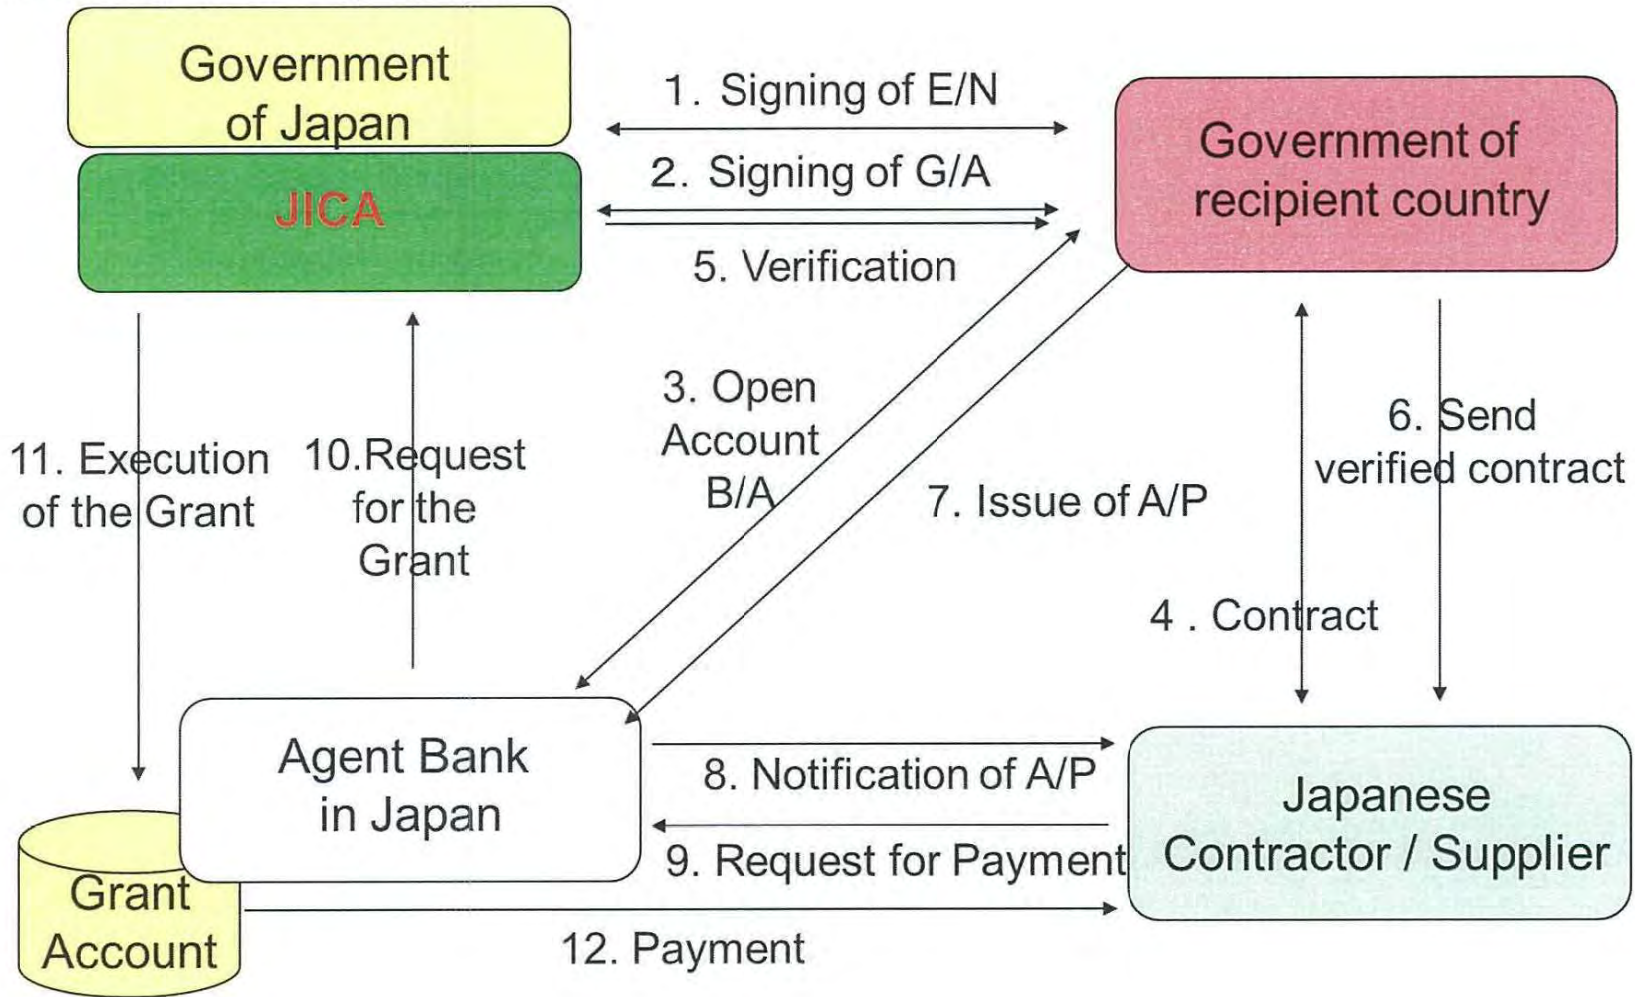 Government
of Japan
JICA
1. Signing of E/N
2. Signing of G/A
5. Verification
Government of
recipient country
11. Execution
of the Grant
10.Request
for the
Grant
3. Open
Account
B/A
7. Issue of A/P
6. Send
verified contract
4 . Contract
Agent Bank
in Japan
8. Notification of A/P
9. Request for Payment
Japanese
Contractor / Supplier
Grant
Account
12. Payment